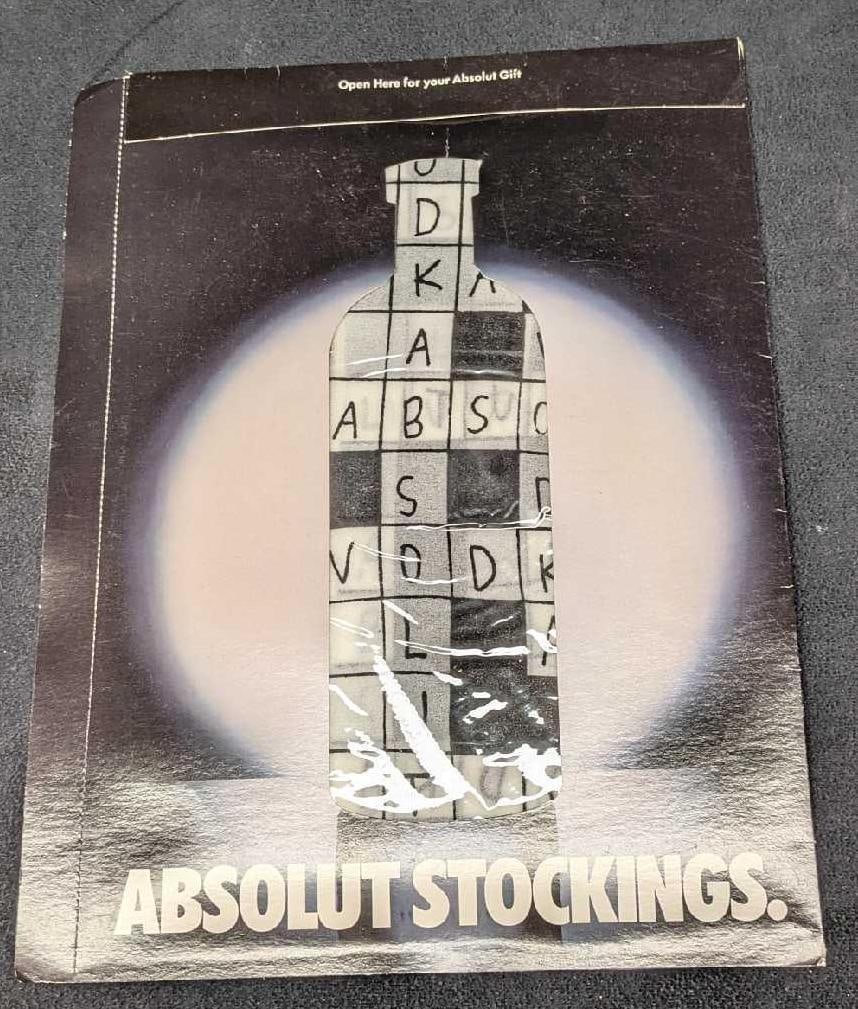 Open Here for your Absolut Gift
O
D
K
A
A B S O
S
V O D K
L
I
T
ABSOLUT STOCKINGS.